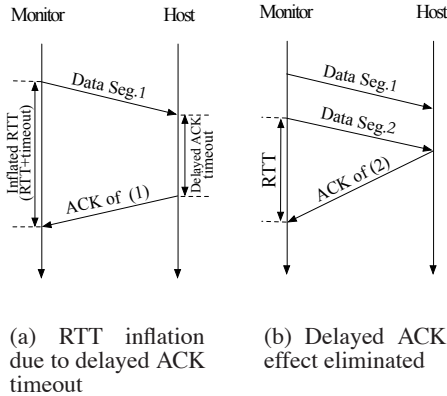 Monitor Host
Data Seg.1
Inflated RTT
(RTT+timeout)
Delayed ACK
timeout
ACK of (1)
(a) RTT inflation
due to delayed ACK
timeout
Monitor Host
Data Seg.1
Data Seg.2
RTT
ACK of (2)
(b) Delayed ACK
effect eliminated